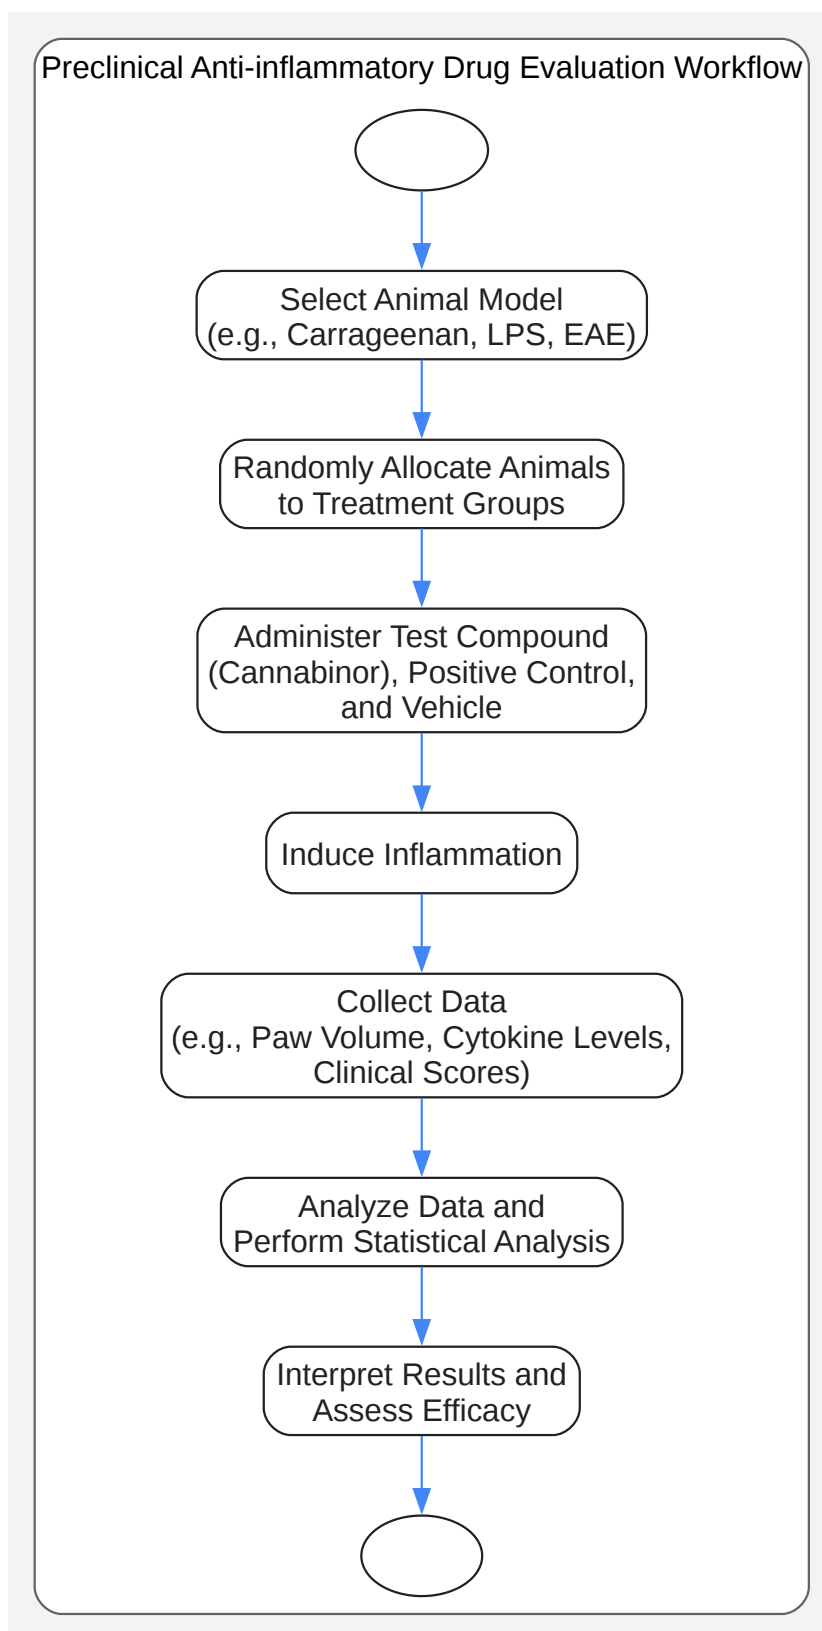 Preclinical Anti-inflammatory Drug Evaluation Workflow
Select Animal Model
(e.g., Carrageenan, LPS, EAE)
Randomly Allocate Animals
to Treatment Groups
Administer Test Compound
(Cannabinor), Positive Control,
and Vehicle
Induce Inflammation
Collect Data
(e.g., Paw Volume, Cytokine Levels,
Clinical Scores)
Analyze Data and
Perform Statistical Analysis
Interpret Results and
Assess Efficacy